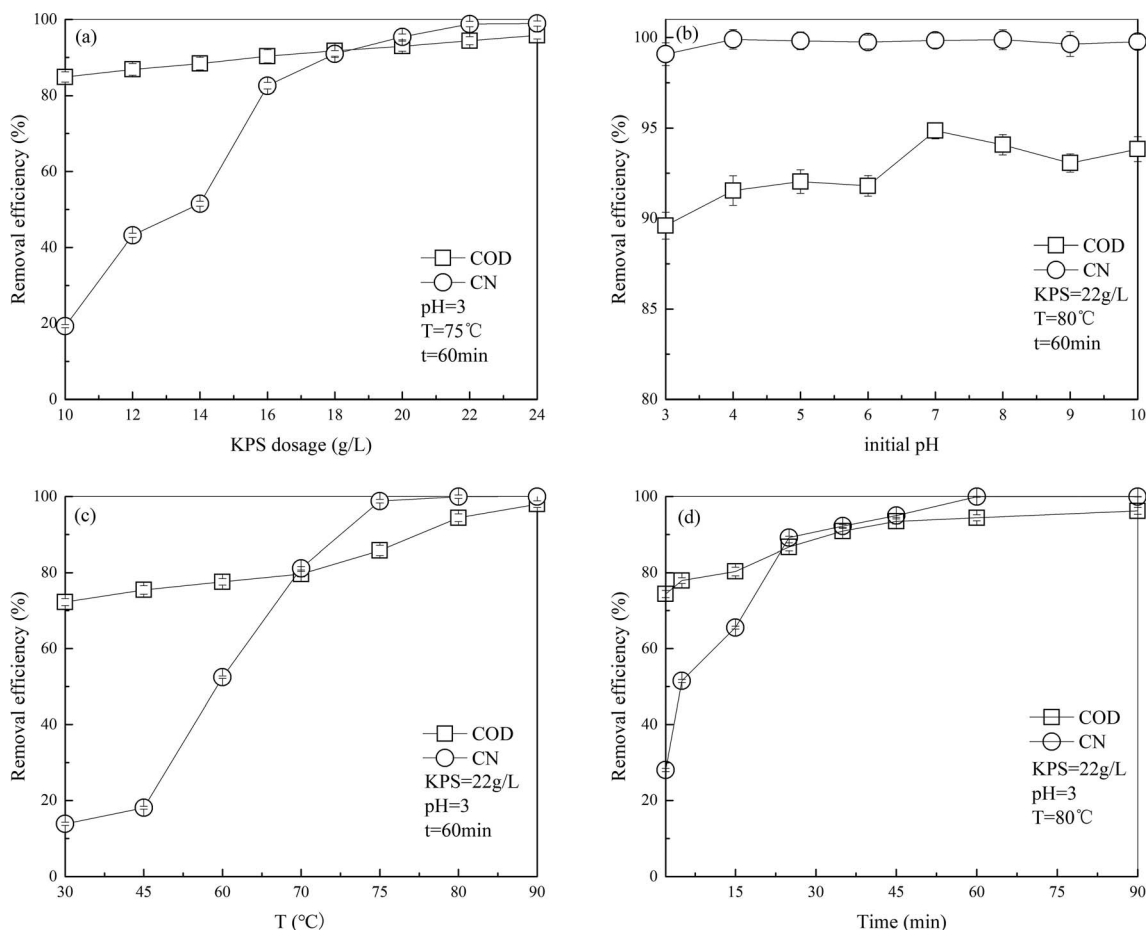 (a)
Removal efficiency (%)
100
80
60
40
20
0
COD
CN
pH=3
T=75℃
t=60min
10 12 14 16 18 20 22 24
KPS dosage (g/L)
(b)
Removal efficiency (%)
100
95
90
85
80
COD
CN
KPS=22g/L
T=80℃
t=60min
3 4 5 6 7 8 9 10
initial pH
(c)
Removal efficiency (%)
100
80
60
40
20
0
COD
CN
KPS=22g/L
pH=3
t=60min
30 45 60 70 75 80 90
T (℃)
(d)
Removal efficiency (%)
100
80
60
40
20
0
COD
CN
KPS=22g/L
pH=3
T=80℃
15 30 45 60 90
Time (min)